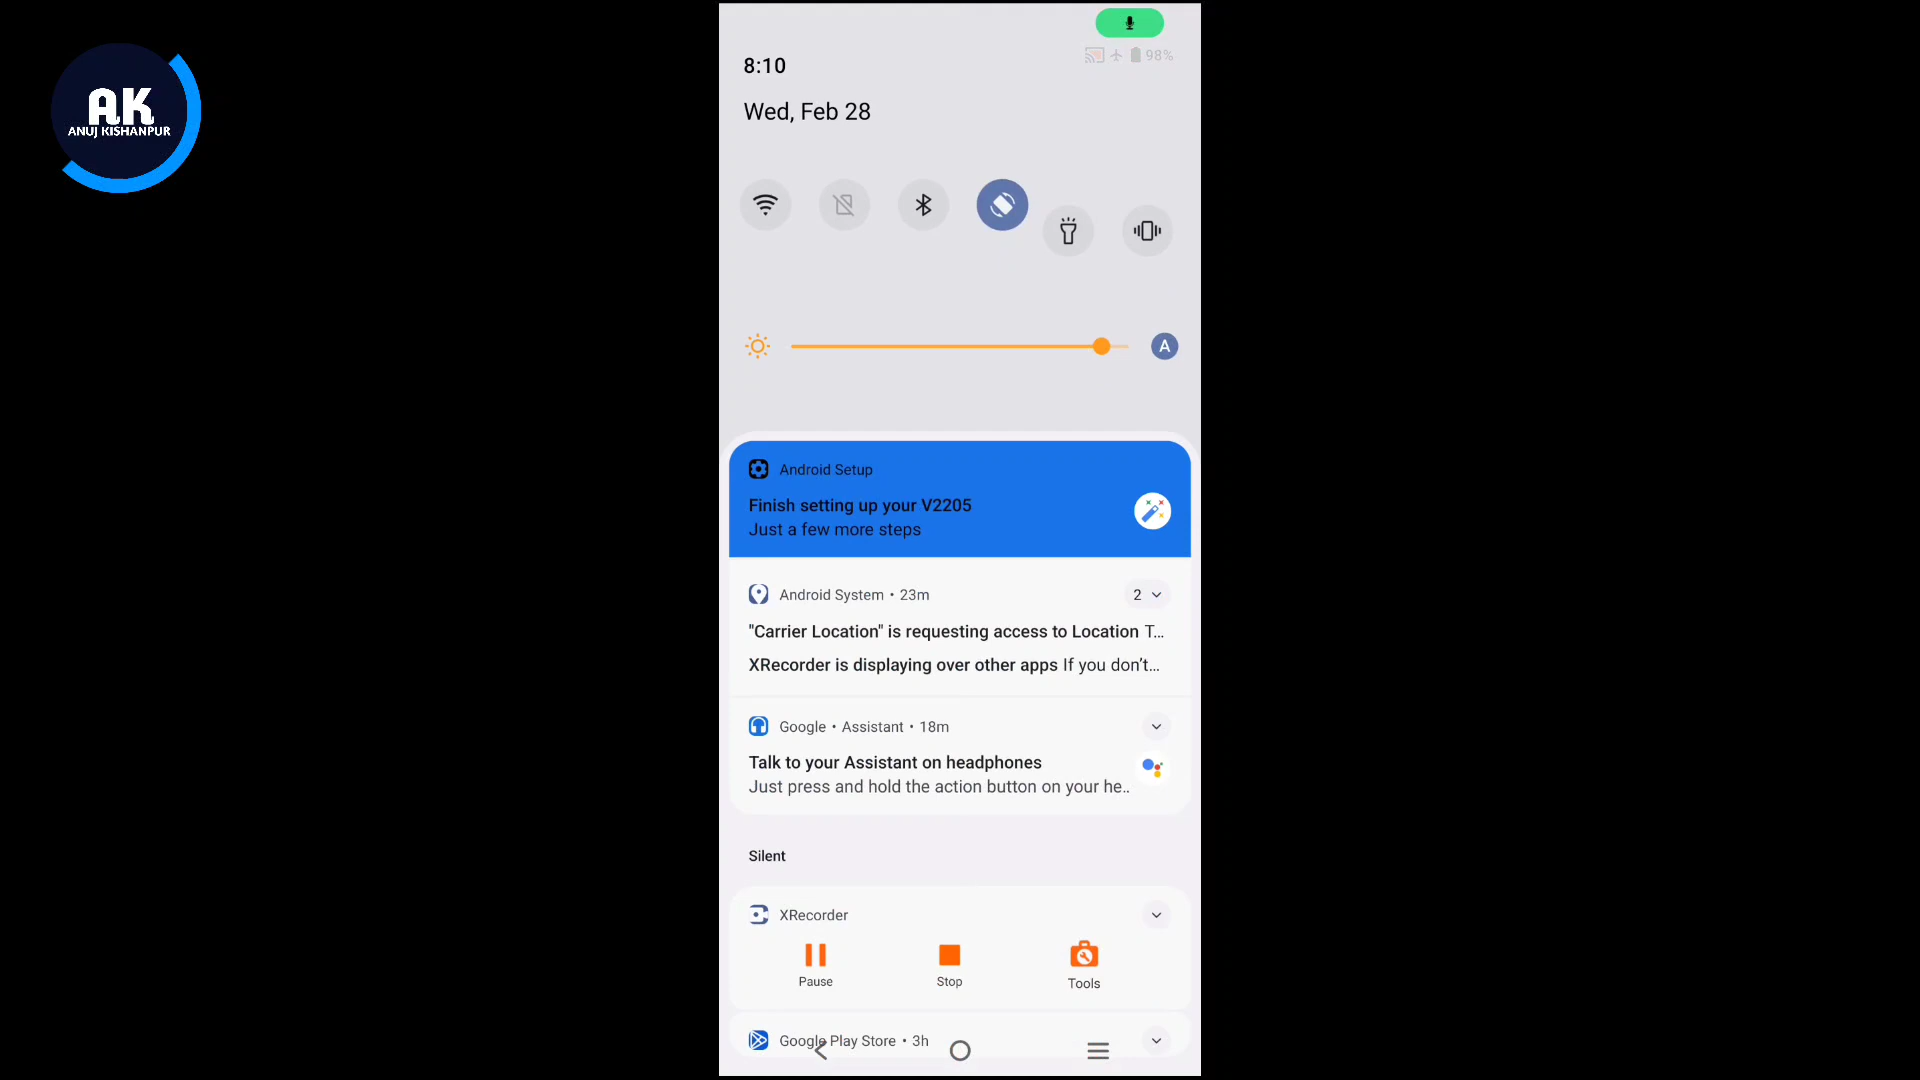 AK
ANUJ KISHANPUR
98%
8:10
Wed, Feb 28
A
Android Setup
Finish setting up your V2205
Just a few more steps
Android System • 23m
2
"Carrier Location" is requesting access to Location T...
XRecorder is displaying over other apps If you don't...
Google • Assistant • 18m
Talk to your Assistant on headphones
Just press and hold the action button on your he..
Silent
XRecorder
Pause Stop Tools
Google Play Store • 3h